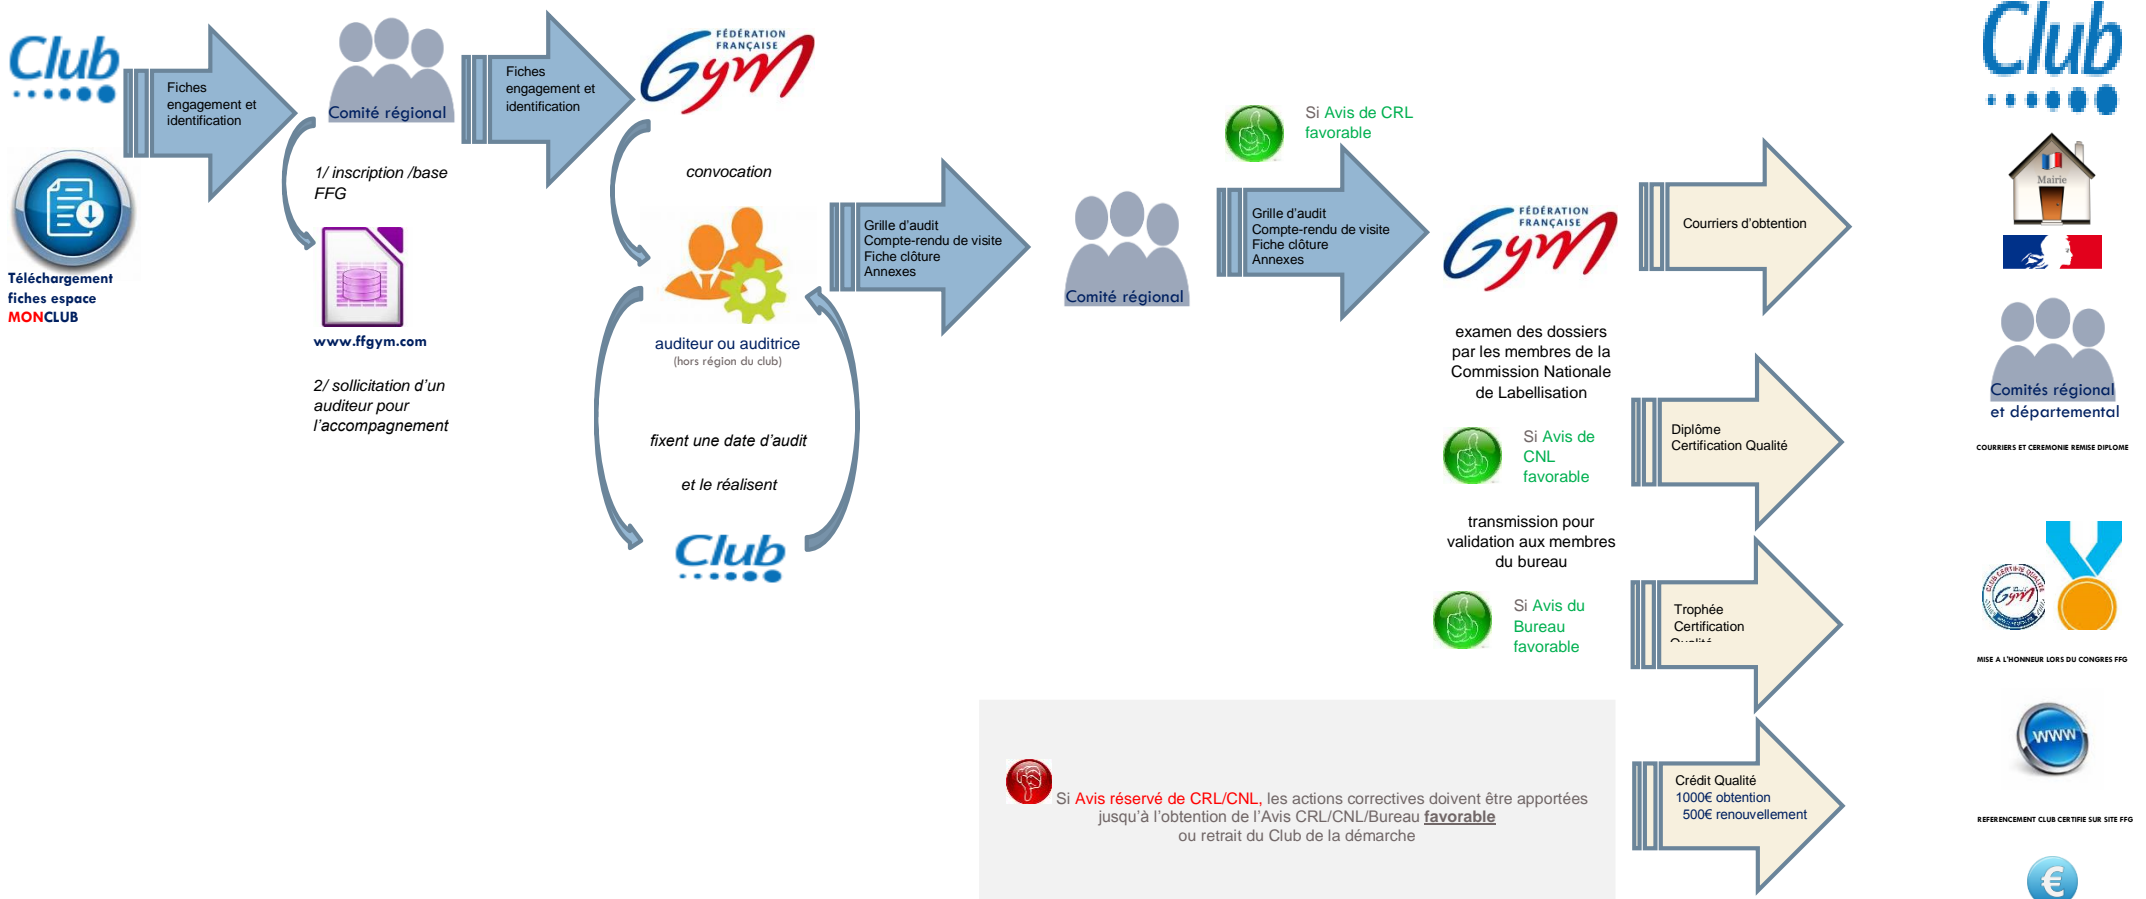 Club
Téléchargement
fiches espace
MONCLUB
Fiches
engagement et
identification
Comité régional
1/ inscription /base
FFG
www.ffgym.com
2/ sollicitation d'un
auditeur pour
l'accompagnement
Fiches
engagement et
identification
FÉDÉRATION
FRANÇAISE
Gym
convocation
auditeur ou auditrice
(hors région du club)
fixent une date d'audit
et le réalisent
Club
Grille d'audit
Compte-rendu de visite
Fiche clôture
Annexes
Comité régional
Si Avis de CRL
favorable
Grille d'audit
Compte-rendu de visite
Fiche clôture
Annexes
FÉDÉRATION
FRANÇAISE
Gym
examen des dossiers
par les membres de la
Commission Nationale
de Labellisation
Si Avis de
CNL
favorable
transmission pour
validation aux membres
du bureau
Si Avis du
Bureau
favorable
Si Avis réservé de CRL/CNL, les actions correctives doivent être apportées
jusqu'à l'obtention de l'Avis CRL/CNL/Bureau favorable
ou retrait du Club de la démarche
Courriers d'obtention
Diplôme
Certification Qualité
Trophée
Certification
Qualité
Crédit Qualité
1000€ obtention
500€ renouvellement
Club
Mairie
Comités régional
et départemental
COURRIERS ET CEREMONIE REMISE DIPLOME
CLUB CERTIFIÉ QUALITÉ
Gym
MISE A L'HONNEUR LORS DU CONGRES FFG
WWW
REFERENCEMENT CLUB CERTIFIE SUR SITE FFG
€